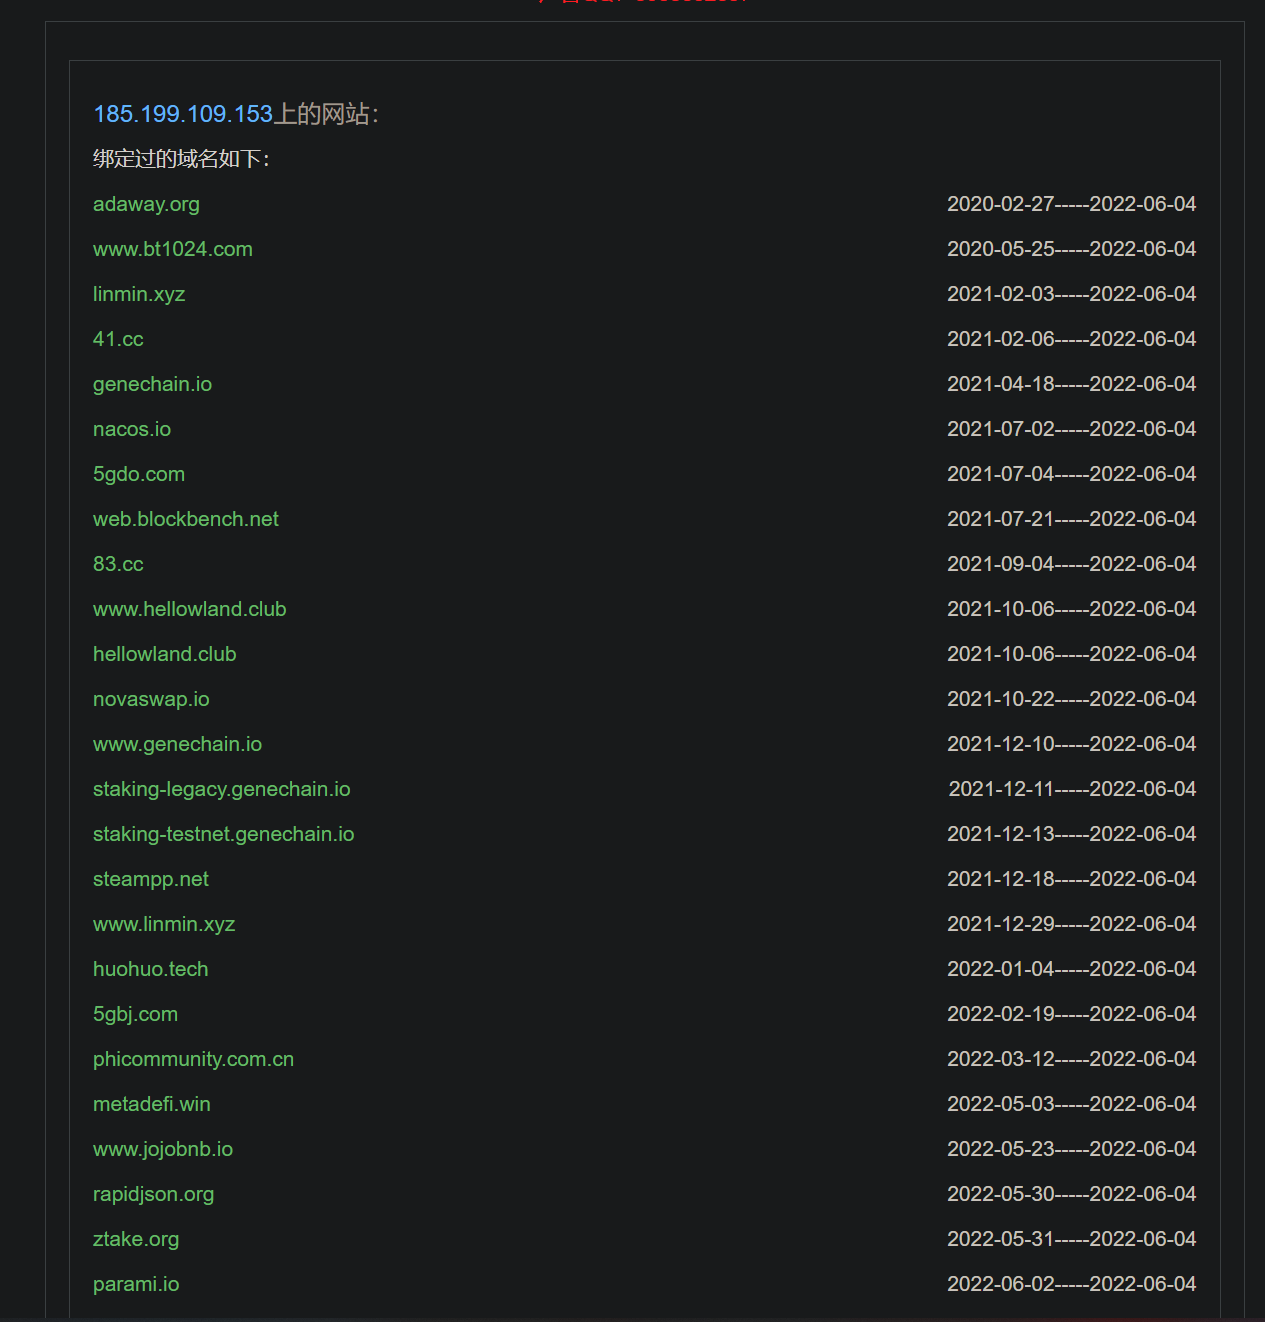 185.199.109.153上的网站：
绑定过的域名如下：
adaway.org 2020-02-27-----2022-06-04
www.bt1024.com 2020-05-25-----2022-06-04
linmin.xyz 2021-02-03-----2022-06-04
41.cc 2021-02-06-----2022-06-04
genechain.io 2021-04-18-----2022-06-04
nacos.io 2021-07-02-----2022-06-04
5gdo.com 2021-07-04-----2022-06-04
web.blockbench.net 2021-07-21-----2022-06-04
83.cc 2021-09-04-----2022-06-04
www.hellowland.club 2021-10-06-----2022-06-04
hellowland.club 2021-10-06-----2022-06-04
novaswap.io 2021-10-22-----2022-06-04
www.genechain.io 2021-12-10-----2022-06-04
staking-legacy.genechain.io 2021-12-11-----2022-06-04
staking-testnet.genechain.io 2021-12-13-----2022-06-04
steampp.net 2021-12-18-----2022-06-04
www.linmin.xyz 2021-12-29-----2022-06-04
huohuo.tech 2022-01-04-----2022-06-04
5gbj.com 2022-02-19-----2022-06-04
phicommunity.com.cn 2022-03-12-----2022-06-04
metadefi.win 2022-05-03-----2022-06-04
www.jojobnb.io 2022-05-23-----2022-06-04
rapidjson.org 2022-05-30-----2022-06-04
ztake.org 2022-05-31-----2022-06-04
parami.io 2022-06-02-----2022-06-04